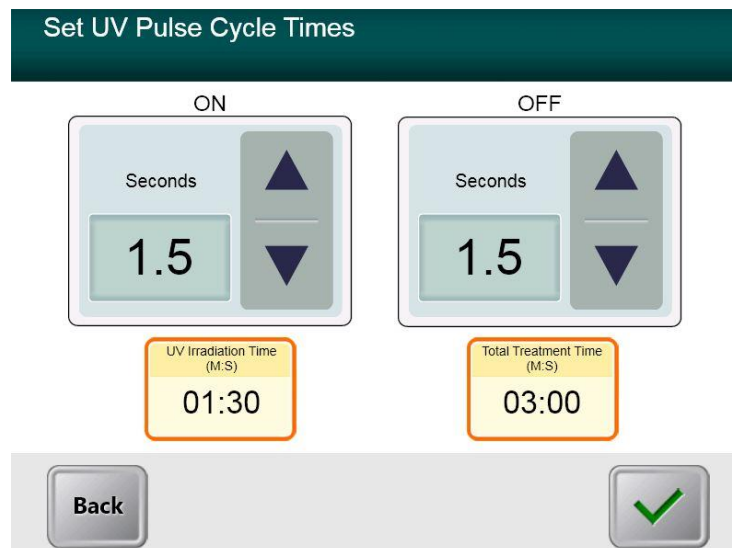 Set UV Pulse Cycle Times
ON
OFF
Seconds
1.5
Seconds
1.5
UV Irradiation Time
(M:S)
01:30
Total Treatment Time
(M:S)
03:00
Back